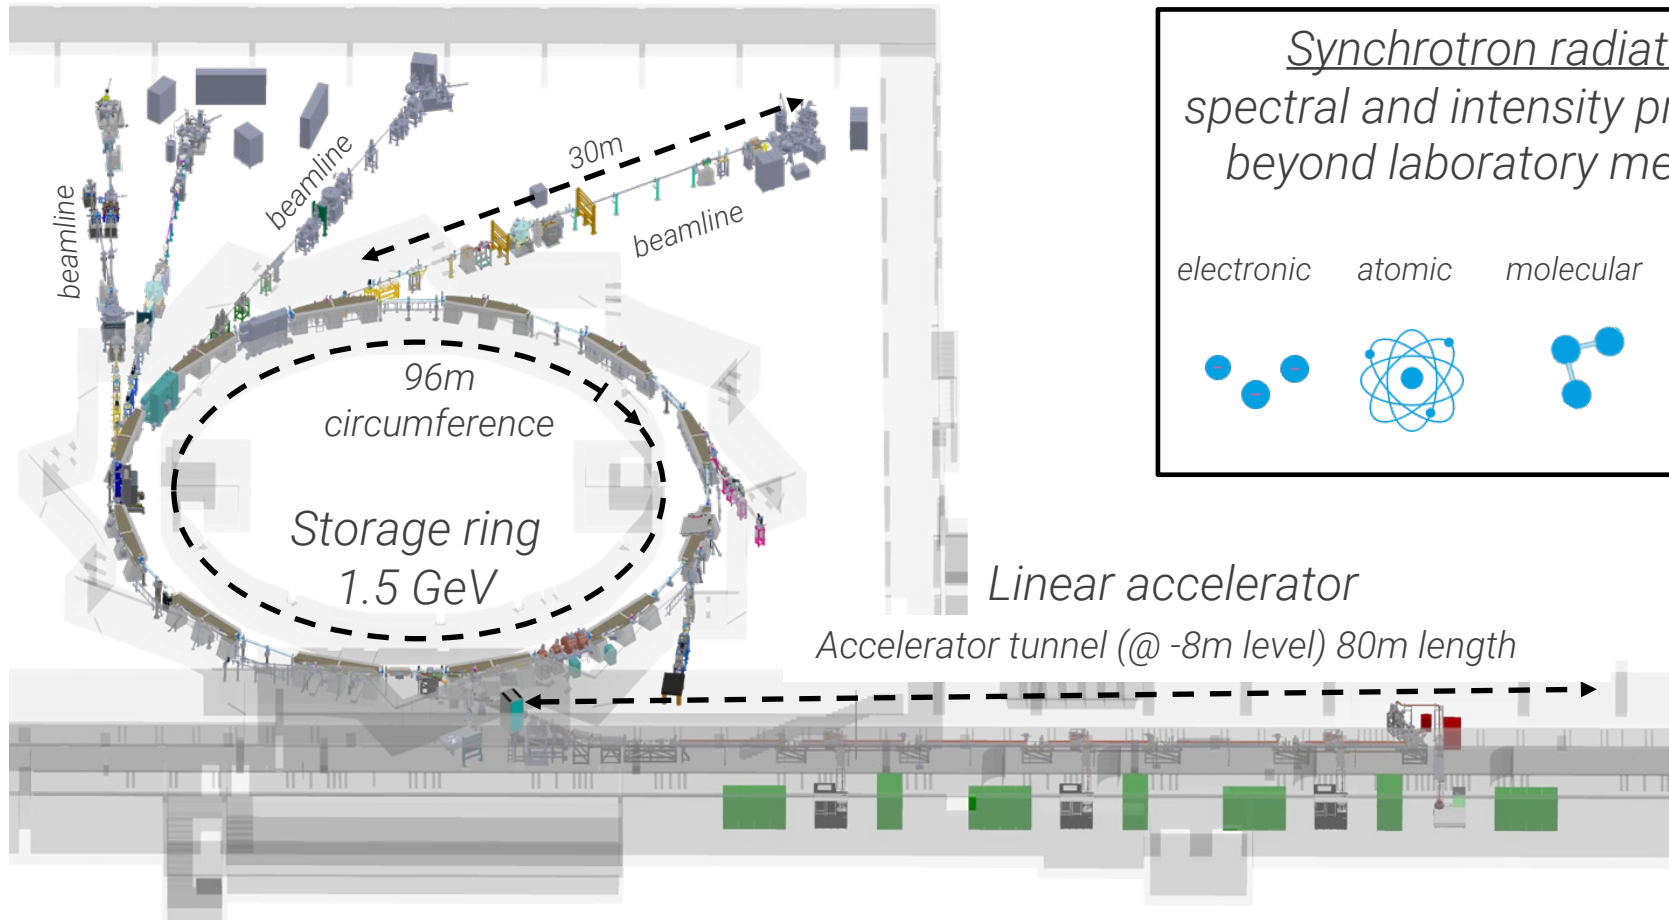 Synchrotron radiat
spectral and intensity pr
beyond laboratory me
electronic atomic molecular
30m
beamline
beamline
beamline
96m
circumference
Storage ring
1.5 GeV
Linear accelerator
Accelerator tunnel (@ -8m level) 80m length